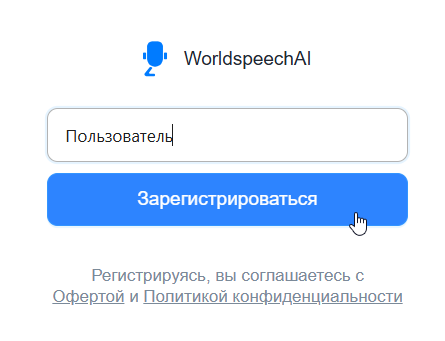 WorldspeechAI
Пользователь
Зарегистрироваться
Регистрируясь, вы соглашаетесь с
Офертой и Политикой конфиденциальности